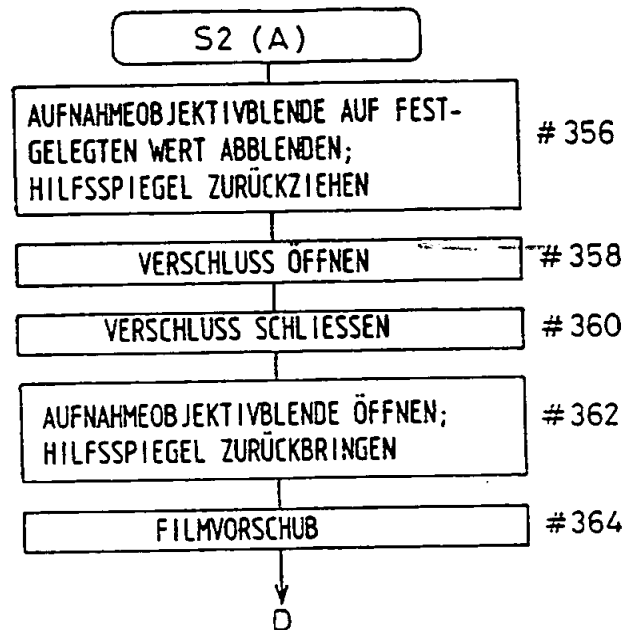 S2 (A)
AUFNAHMEOBJEKTIVBLENDE AUF FEST-
GELEGTEN WERT ABBLENDEN;
HILFSSPIEGEL ZURÜCKZIEHEN
#356
VERSCHLUSS ÖFFNEN
#358
VERSCHLUSS SCHLIESSEN
#360
AUFNAHMEOBJEKTIVBLENDE ÖFFNEN;
HILFSSPIEGEL ZURÜCKBRINGEN
#362
FILMVORSCHUB
#364
D